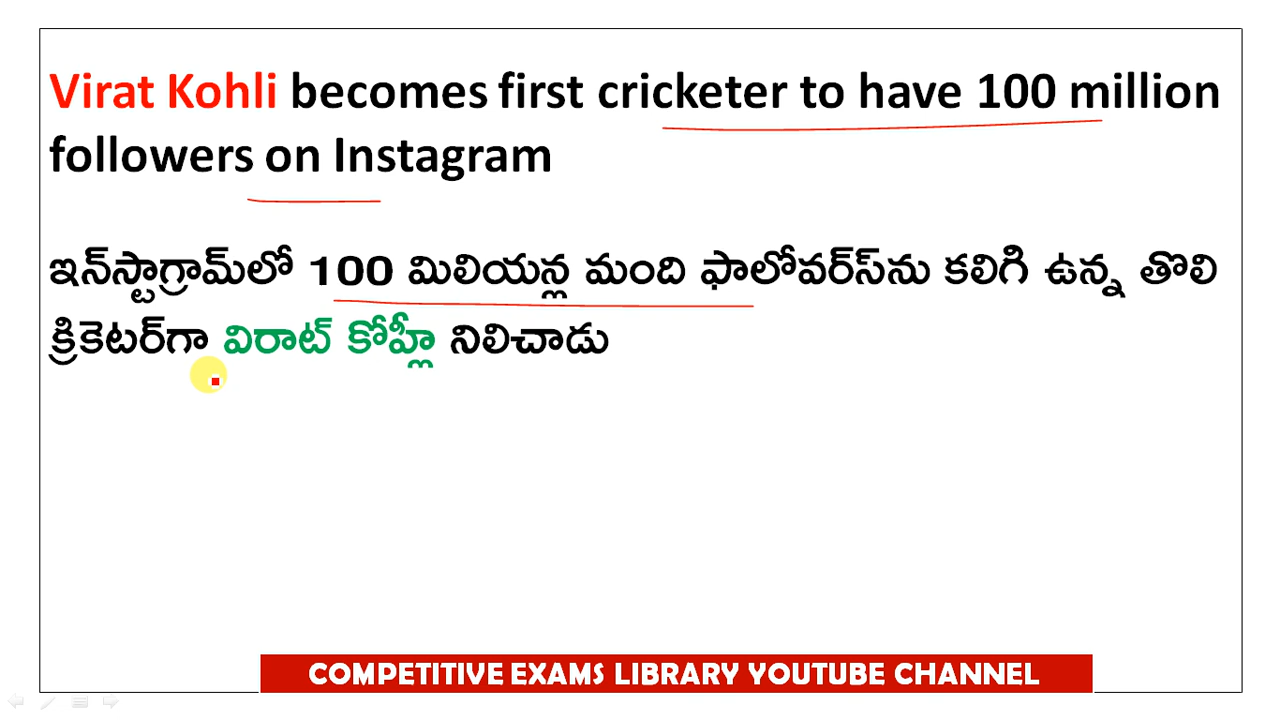 Virat Kohli becomes first cricketer to have 100 million
followers on Instagram
ఇన్‌స్టాగ్రామ్‌లో 100 మిలియన్ల మంది ఫాలోవర్స్‌ను కలిగి ఉన్న తొలి
క్రికెటర్‌గా విరాట్ కోహ్లీ నిలిచాడు
COMPETITIVE EXAMS LIBRARY YOUTUBE CHANNEL